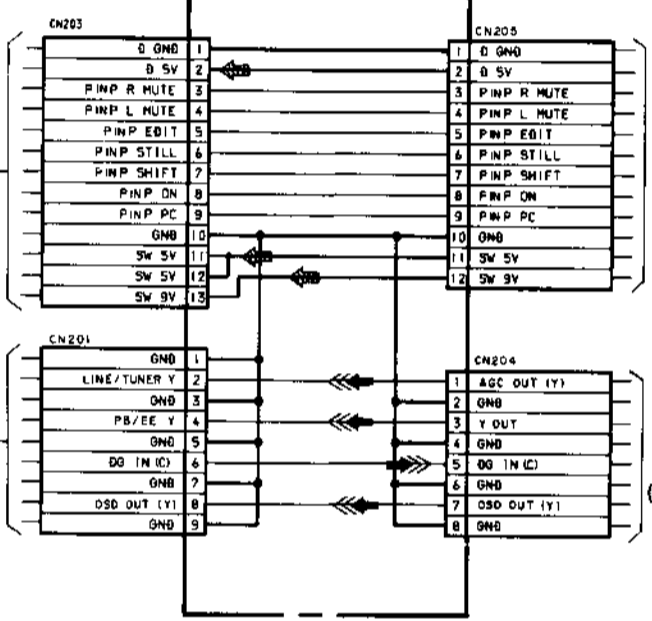 CN203
D GND 1
D 5V 2
PINP R MUTE 3
PINP L MUTE 4
PINP EDIT 5
PINP STILL 6
PINP SHIFT 7
PINP ON 8
PINP PC 9
GND 10
SW 5V 11
SW 5V 12
SW 9V 13
CN205
1 D GND
2 D 5V
3 PINP R MUTE
4 PINP L MUTE
5 PINP EDIT
6 PINP STILL
7 PINP SHIFT
8 PINP ON
9 PINP PC
10 GND
11 SW 5V
12 SW 9V
CN201
GND 1
LINE/TUNER Y 2
GND 3
PB/EE Y 4
GND 5
DG IN (C) 6
GND 7
OSD OUT (Y) 8
GND 9
CN204
1 AGC OUT (Y)
2 GND
3 Y OUT
4 GND
5 DG IN (C)
6 GND
7 OSD OUT (Y)
8 GND